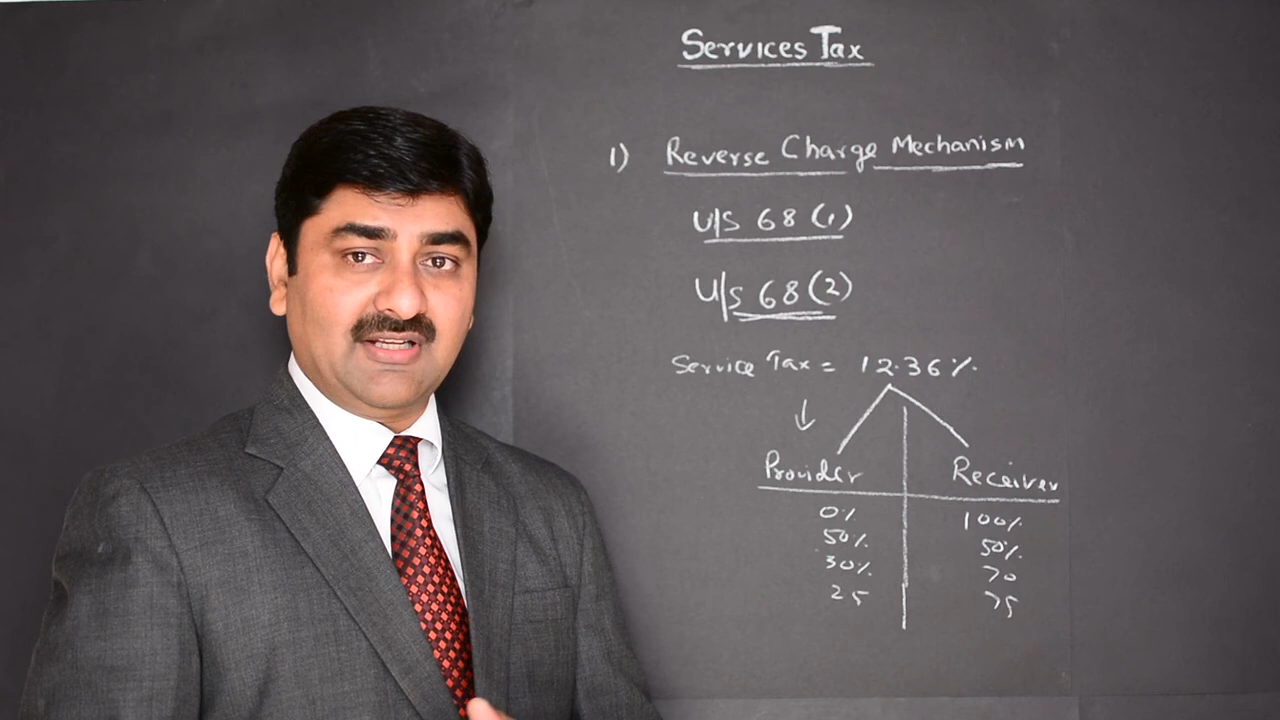 Services Tax
1) Reverse Charge Mechanism
U/S 68 (1)
U/S 68 (2)
Service Tax = 12.36%
Provider Receiver
0% 100%
50% 50%
30% 70
25 75